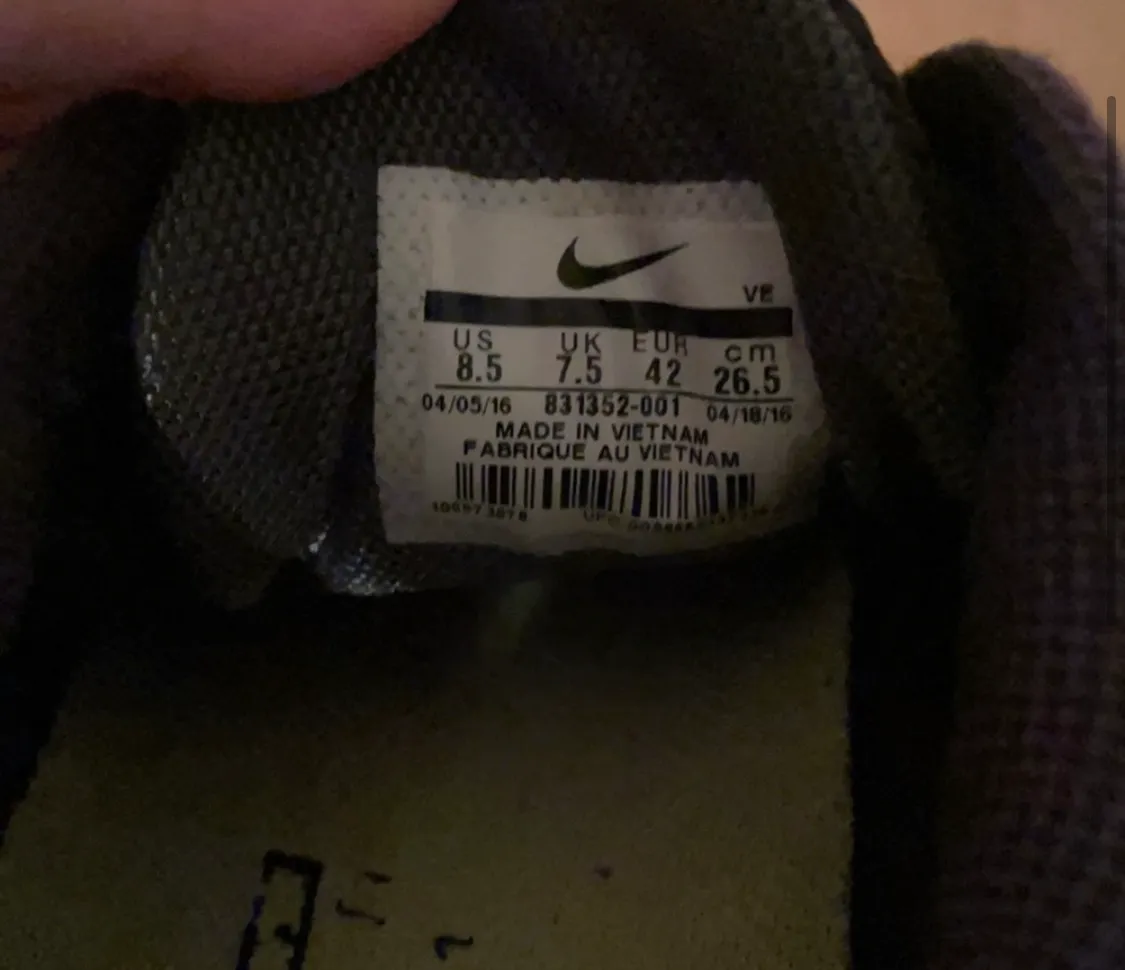 VE
US UK EUR cm
8.5 7.5 42 26.5
04/05/16 831352-001 04/18/16
MADE IN VIETNAM
FABRIQUE AU VIETNAM
UPC